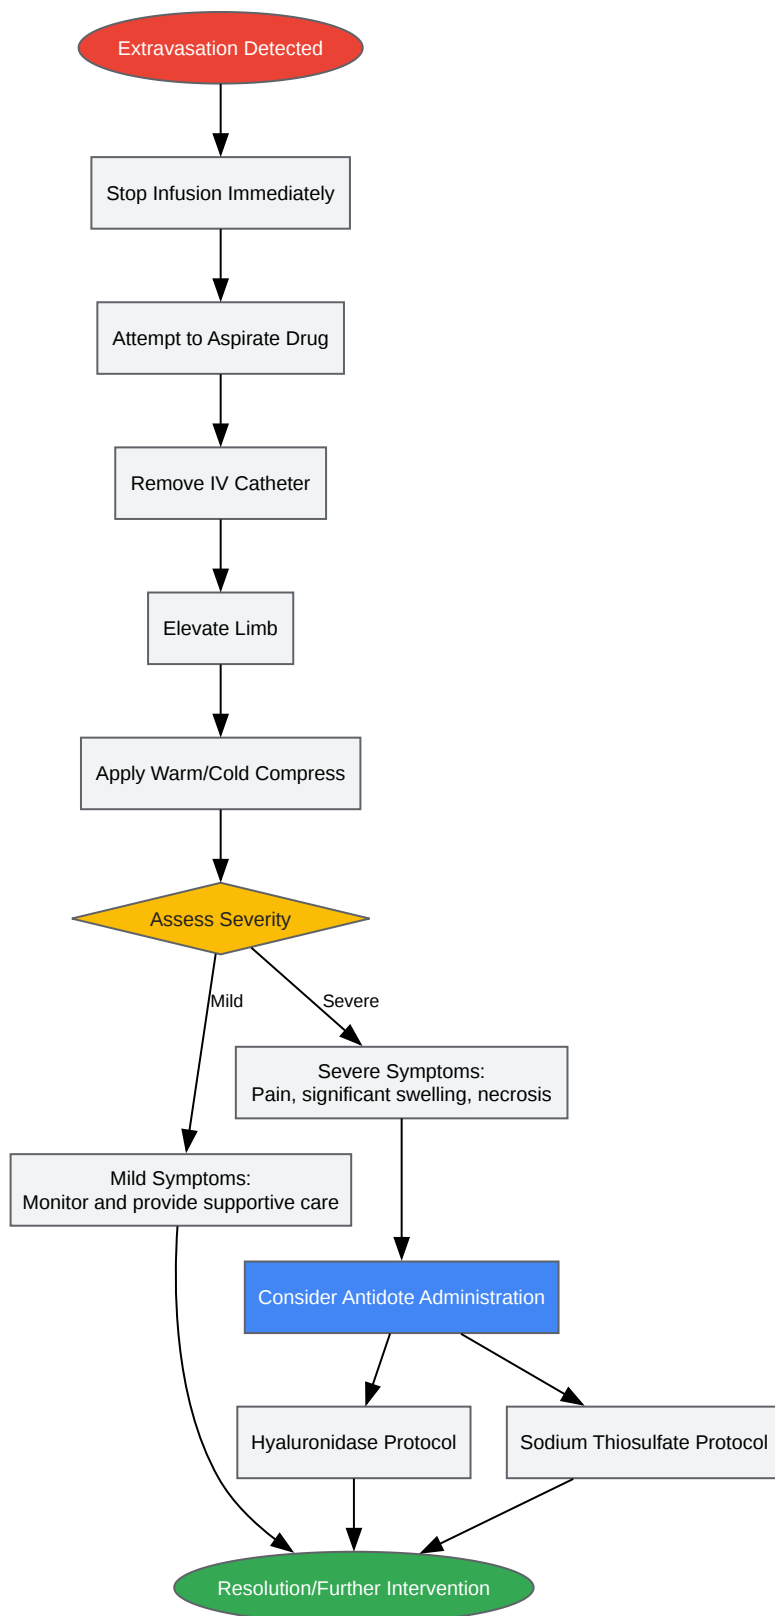 Extravasation Detected
Stop Infusion Immediately
Attempt to Aspirate Drug
Remove IV Catheter
Elevate Limb
Apply Warm/Cold Compress
Assess Severity
Mild
Severe
Severe Symptoms:
Pain, significant swelling, necrosis
Mild Symptoms:
Monitor and provide supportive care
Consider Antidote Administration
Hyaluronidase Protocol
Sodium Thiosulfate Protocol
Resolution/Further Intervention